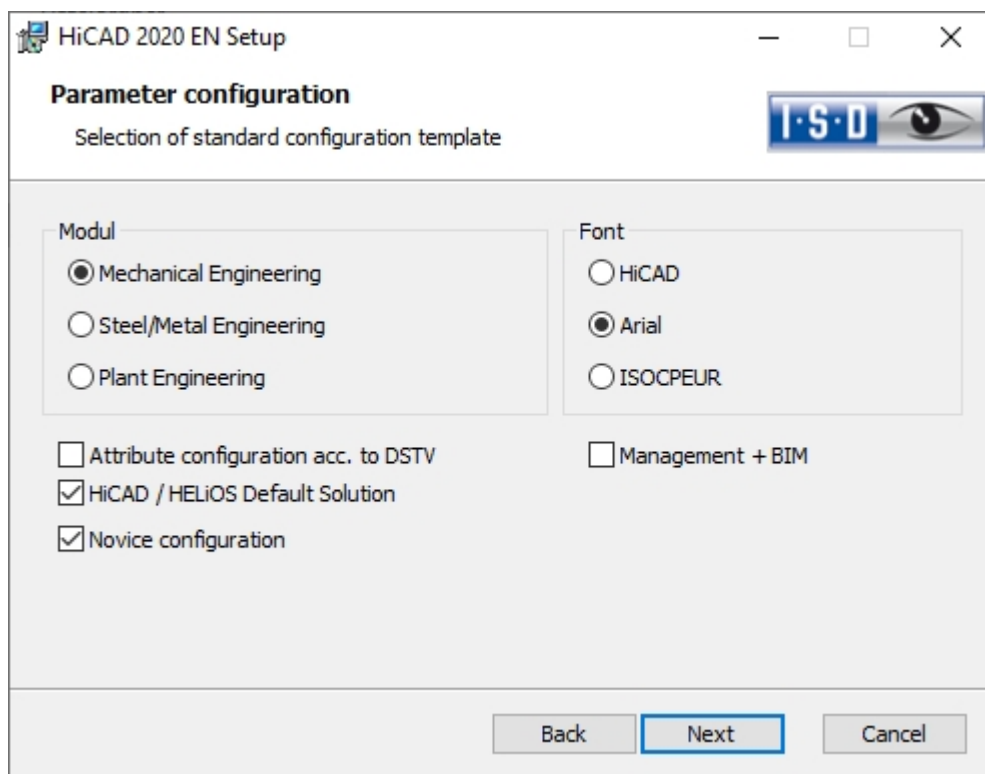 HiCAD 2020 EN Setup
Parameter configuration
Selection of standard configuration template
I·S·D
Modul
Mechanical Engineering
Steel/Metal Engineering
Plant Engineering
Font
HiCAD
Arial
ISOCPEUR
Attribute configuration acc. to DSTV
Management + BIM
HiCAD / HELiOS Default Solution
Novice configuration
Back
Next
Cancel